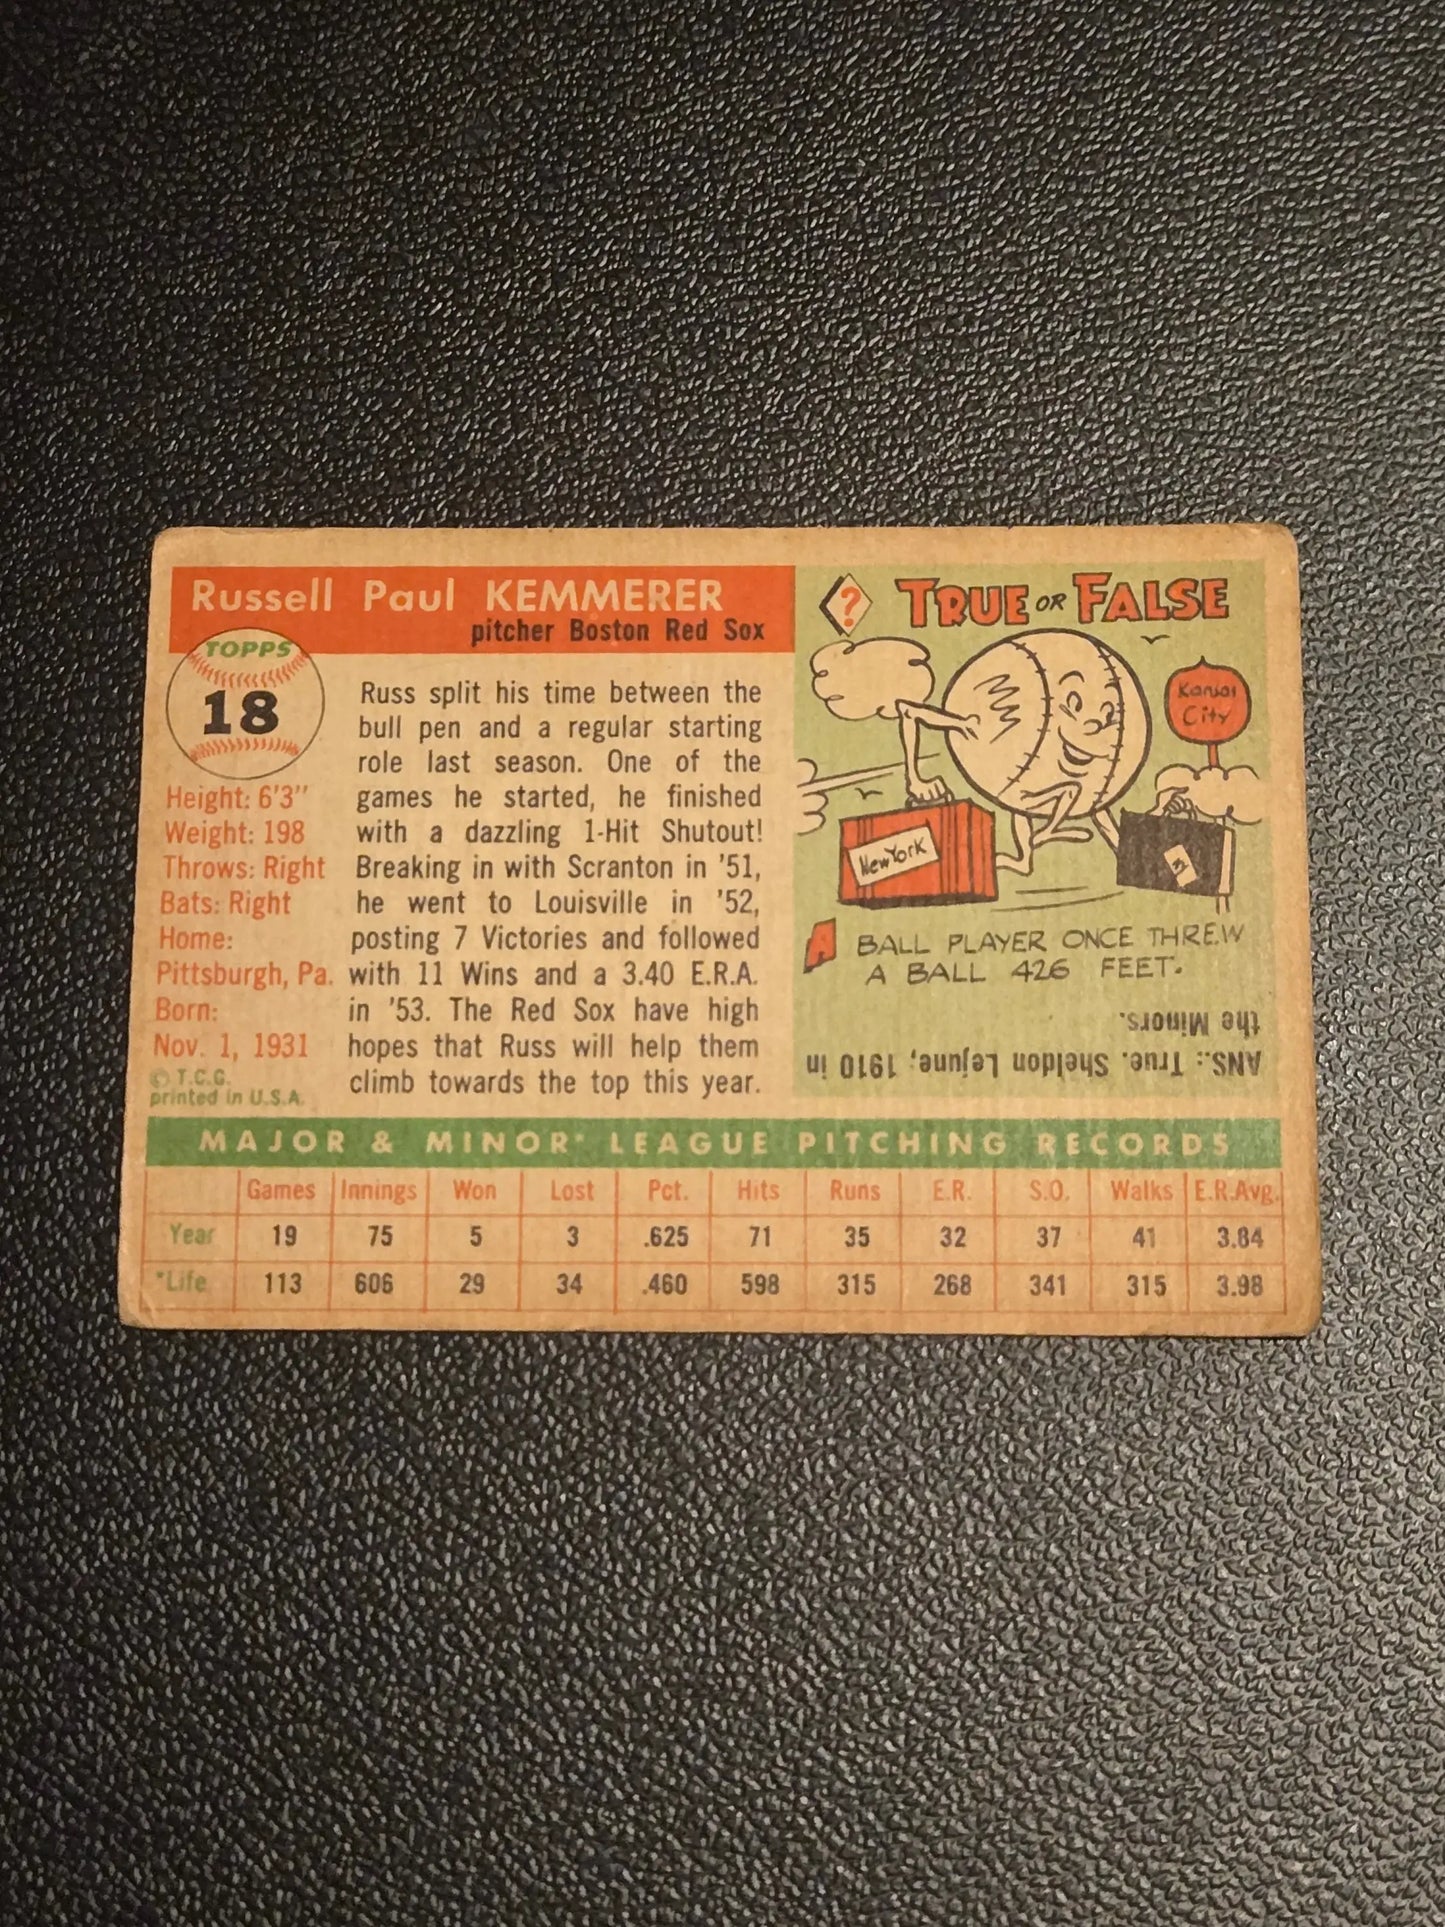 Russell Paul KEMMERER
pitcher Boston Red Sox
TOPPS
18
Height: 6'3"
Weight: 198
Throws: Right
Bats: Right
Home:
Pittsburgh, Pa.
Born:
Nov. 1, 1931
© T.C.G.
printed in U.S.A.
Russ split his time between the
bull pen and a regular starting
role last season. One of the
games he started, he finished
with a dazzling 1-Hit Shutout!
Breaking in with Scranton in '51,
he went to Louisville in '52,
posting 7 Victories and followed
with 11 Wins and a 3.40 E.R.A.
in '53. The Red Sox have high
hopes that Russ will help them
climb towards the top this year.
?
TRUE OR FALSE
Kansas
City
New York
A BALL PLAYER ONCE THREW
A BALL 426 FEET.
ANS.: True. Sheldon Lejune, 1910 in
the Minors.
MAJOR & MINOR* LEAGUE PITCHING RECORDS
Games Innings Won Lost Pct. Hits Runs E.R. S.O. Walks E.R.Avg.
Year 19 75 5 3 .625 71 35 32 37 41 3.84
*Life 113 606 29 34 .460 598 315 268 341 315 3.98